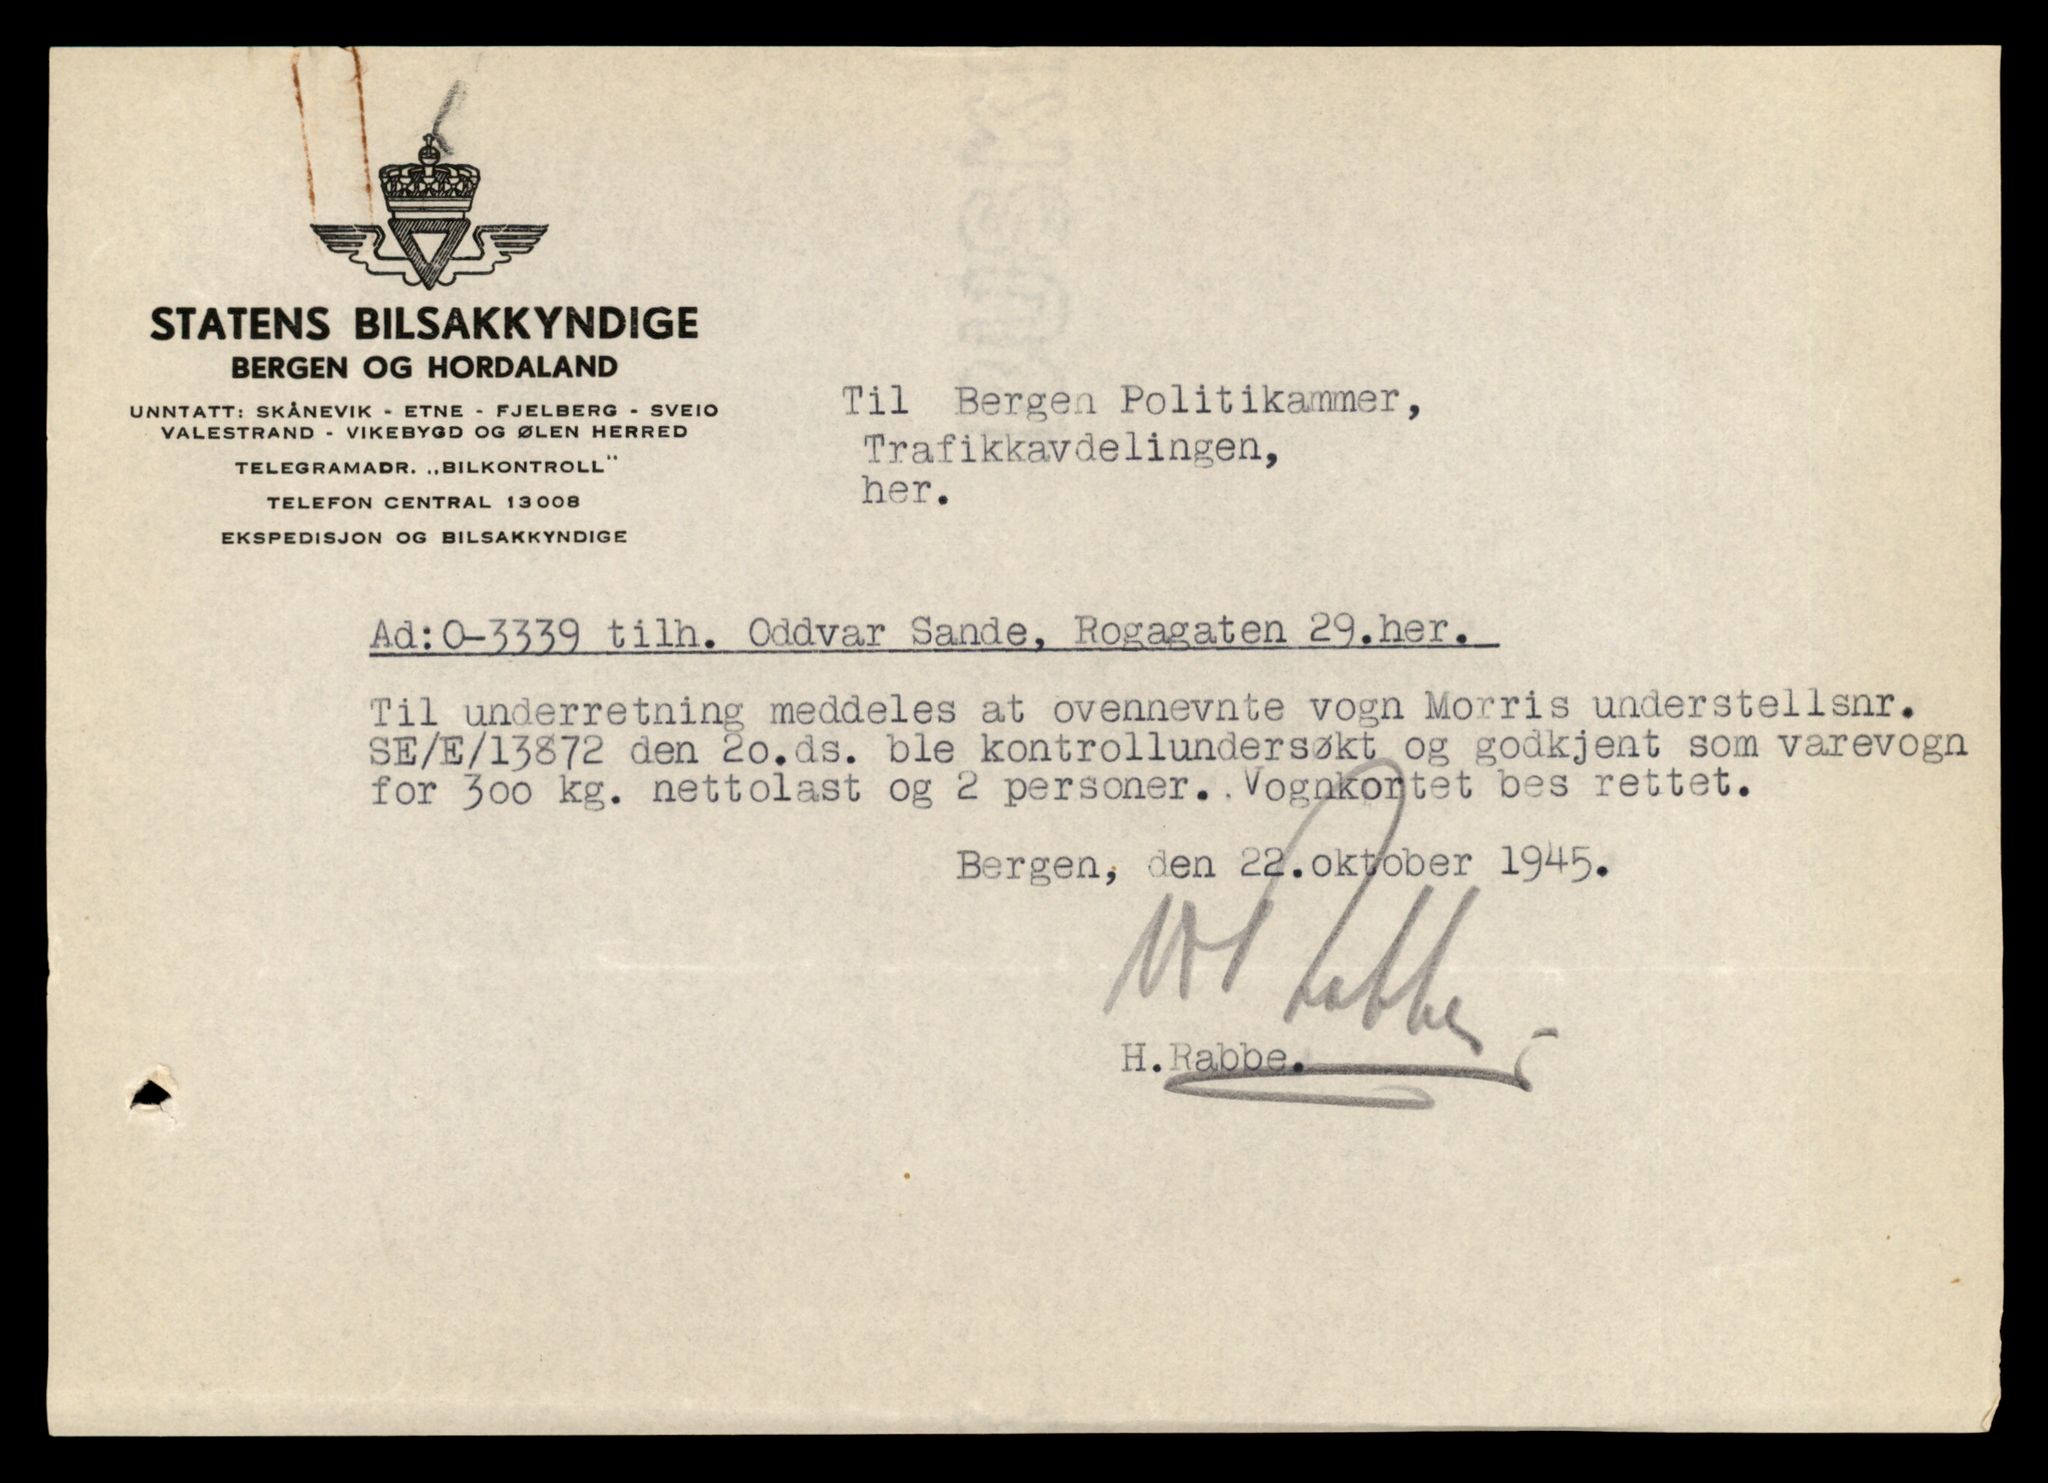 STATENS BILSAKKYNDIGE
BERGEN OG HORDALAND
UNNTATT: SKÅNEVIK - ETNE - FJELBERG - SVEIO
VALESTRAND - VIKEBYGD OG ØLEN HERRED
TELEGRAMADR. „BILKONTROLL"
TELEFON CENTRAL 13008
EKSPEDISJON OG BILSAKKYNDIGE
Til Bergen Politikammer,
Trafikkavdelingen,
her.
Ad:O-3339 tilh. Oddvar Sande, Rogagaten 29.her.
Til underretning meddeles at ovennevnte vogn Morris understellsnr.
SE/E/13872 den 2o.ds. ble kontrollundersøkt og godkjent som varevogn
for 3oo kg. nettolast og 2 personer. Vognkortet bes rettet.
Bergen, den 22.oktober 1945.
H.Rabbe.